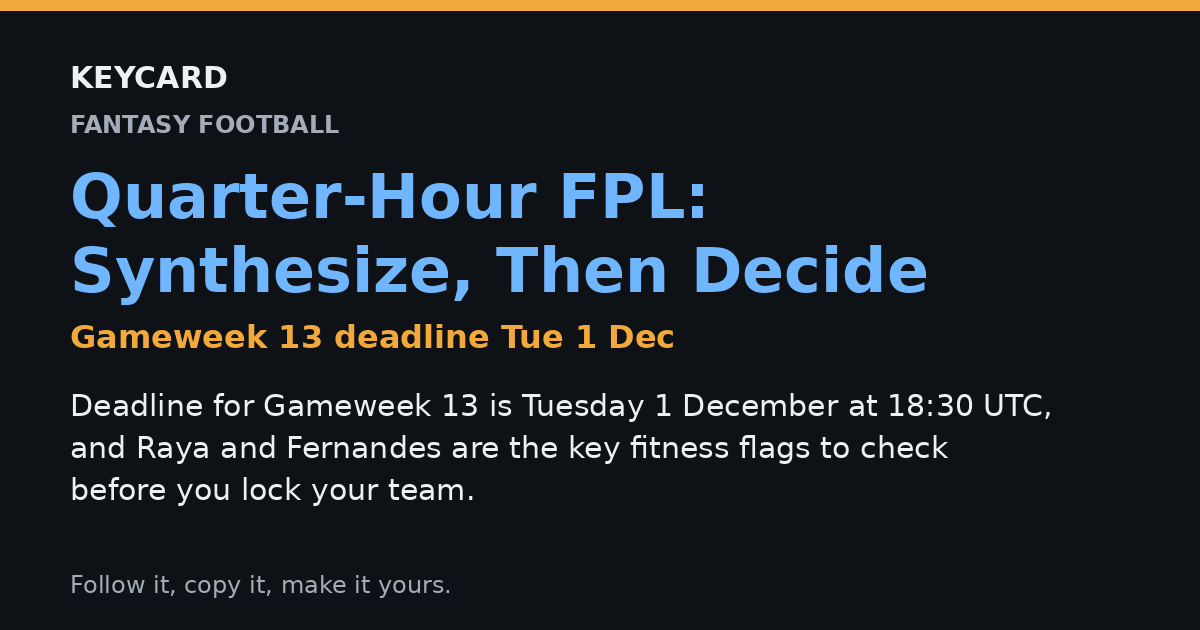 KEYCARD
FANTASY FOOTBALL
Quarter-Hour FPL:
Synthesize, Then Decide
Gameweek 13 deadline Tue 1 Dec
Deadline for Gameweek 13 is Tuesday 1 December at 18:30 UTC,
and Raya and Fernandes are the key fitness flags to check
before you lock your team.
Follow it, copy it, make it yours.